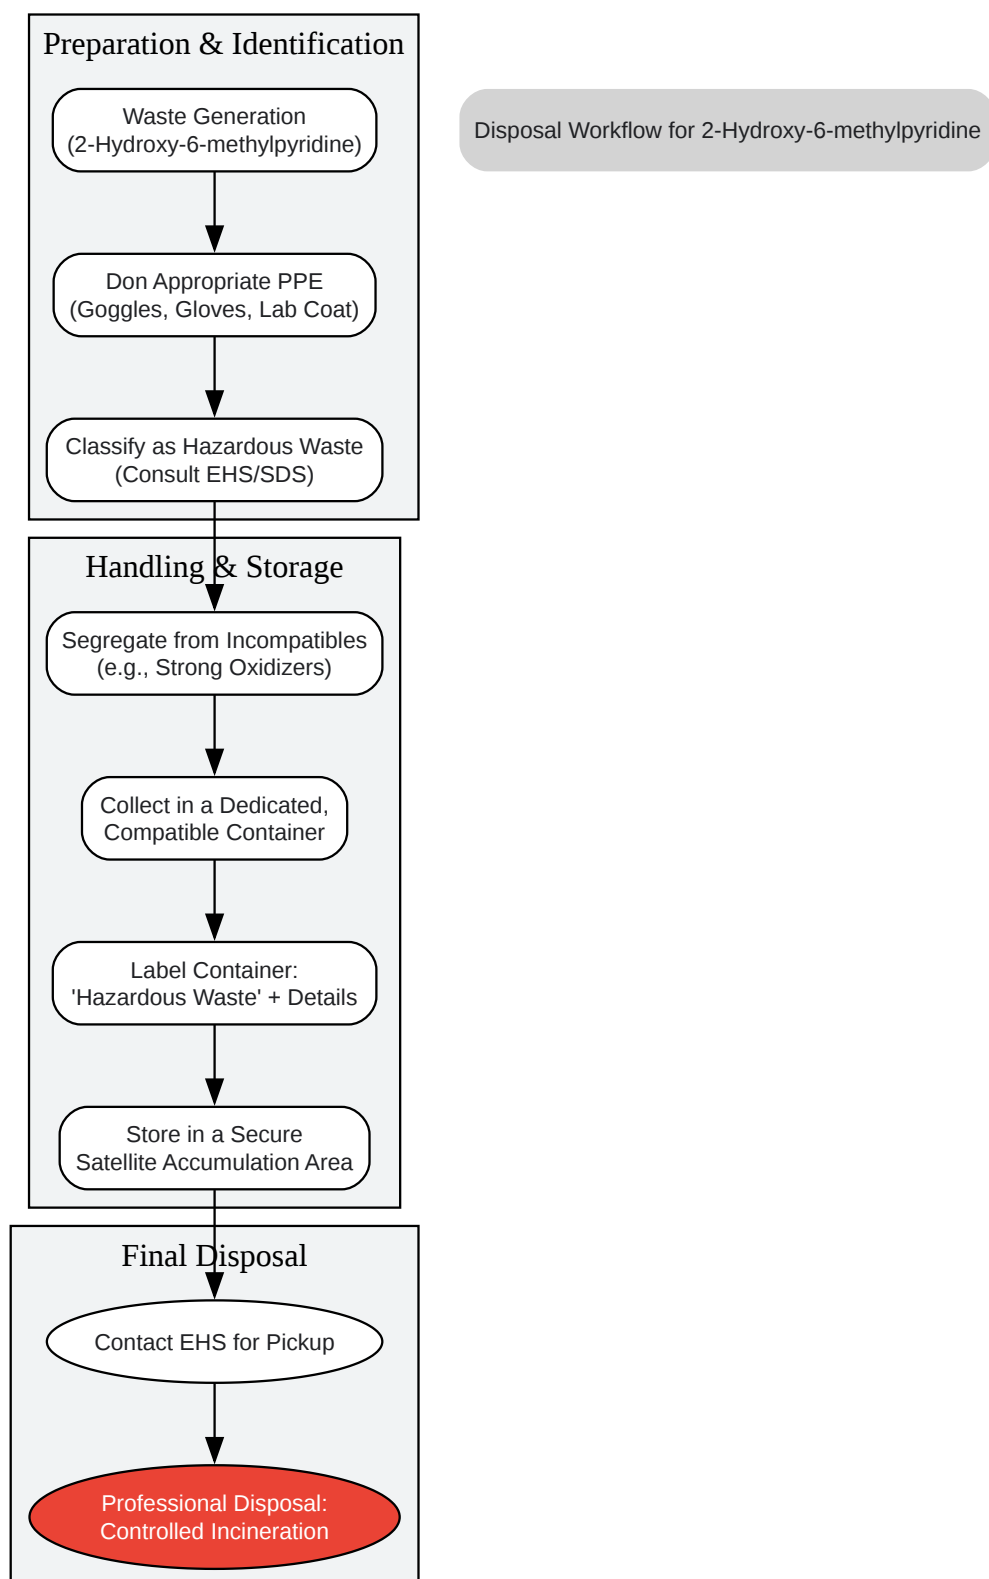 Preparation & Identification
Waste Generation
(2-Hydroxy-6-methylpyridine)
Disposal Workflow for 2-Hydroxy-6-methylpyridine
Don Appropriate PPE
(Goggles, Gloves, Lab Coat)
Classify as Hazardous Waste
(Consult EHS/SDS)
Handling & Storage
Segregate from Incompatibles
(e.g., Strong Oxidizers)
Collect in a Dedicated,
Compatible Container
Label Container:
'Hazardous Waste' + Details
Store in a Secure
Satellite Accumulation Area
Final Disposal
Contact EHS for Pickup
Professional Disposal:
Controlled Incineration